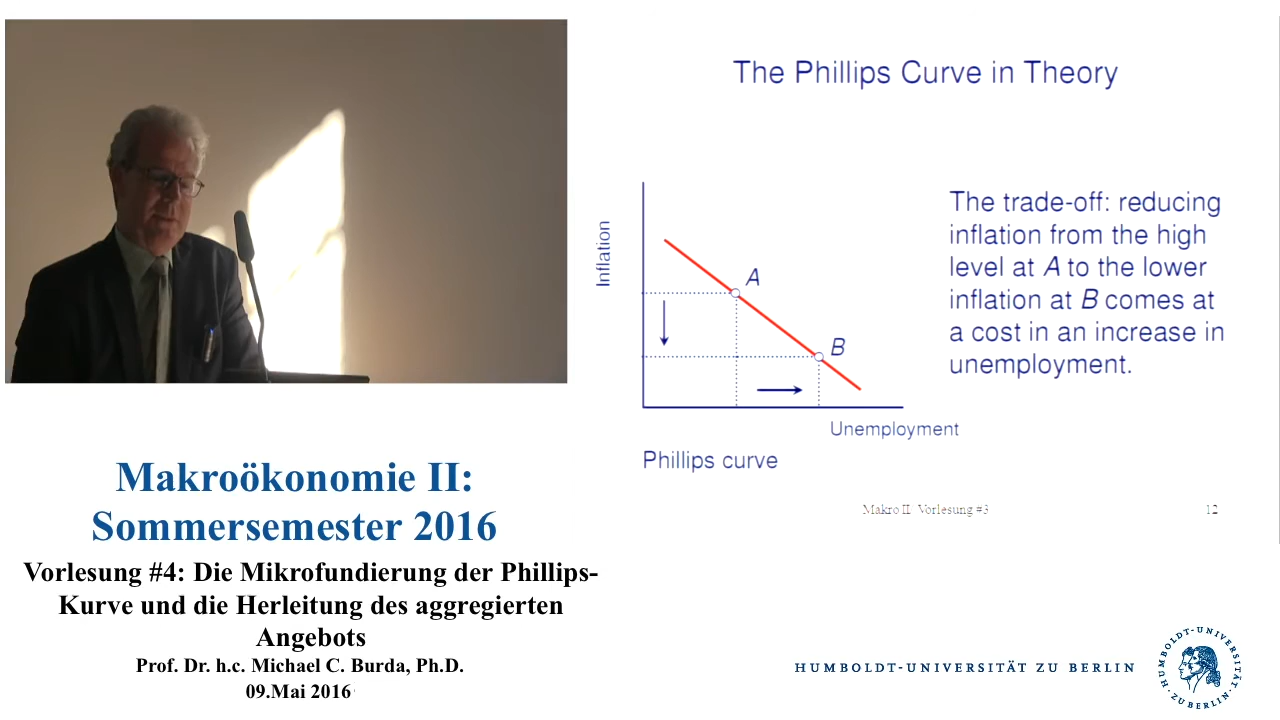 The Phillips Curve in Theory
Inflation
A
B
Unemployment
Phillips curve
The trade-off: reducing
inflation from the high
level at A to the lower
inflation at B comes at
a cost in an increase in
unemployment.
Makro II Vorlesung #3
12
Makroökonomie II:
Sommersemester 2016
Vorlesung #4: Die Mikrofundierung der Phillips-
Kurve und die Herleitung des aggregierten
Angebots
Prof. Dr. h.c. Michael C. Burda, Ph.D.
09.Mai 2016
HUMBOLDT-UNIVERSITÄT ZU BERLIN
HUMBOLDT-UNIVERSITÄT ZU BERLIN